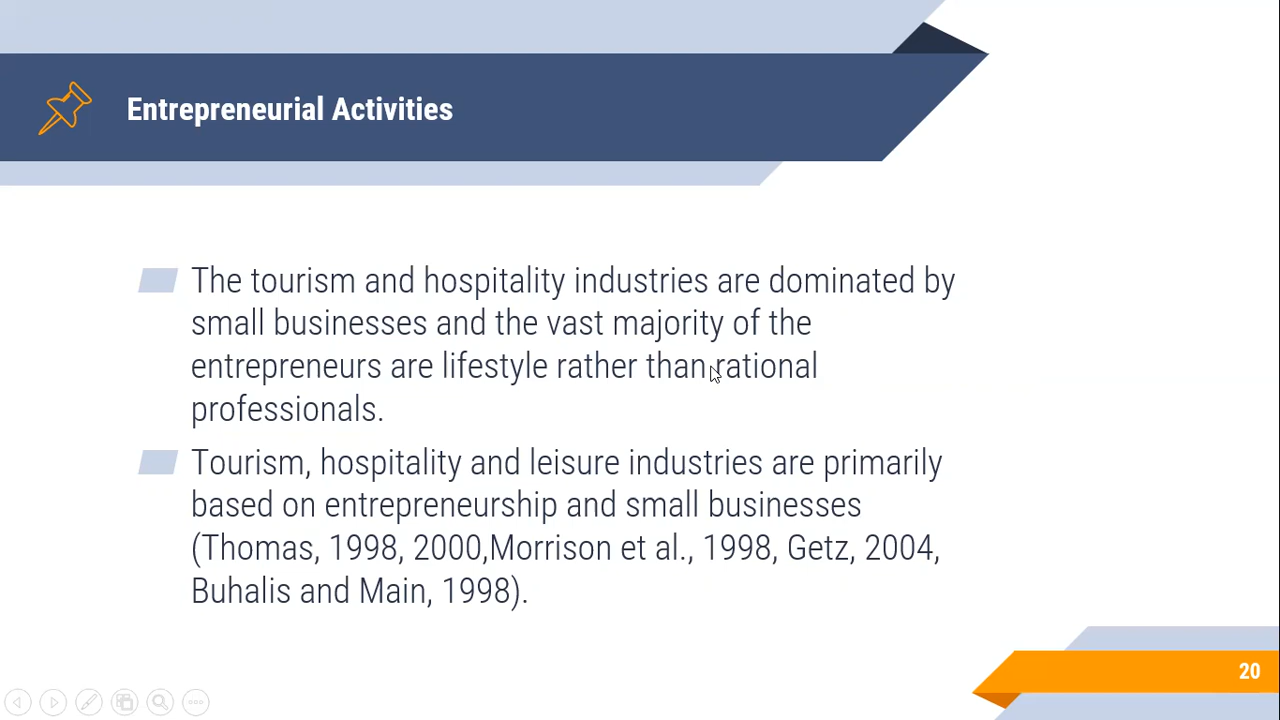 Entrepreneurial Activities
The tourism and hospitality industries are dominated by
small businesses and the vast majority of the
entrepreneurs are lifestyle rather than rational
professionals.
Tourism, hospitality and leisure industries are primarily
based on entrepreneurship and small businesses
(Thomas, 1998, 2000,Morrison et al., 1998, Getz, 2004,
Buhalis and Main, 1998).
20